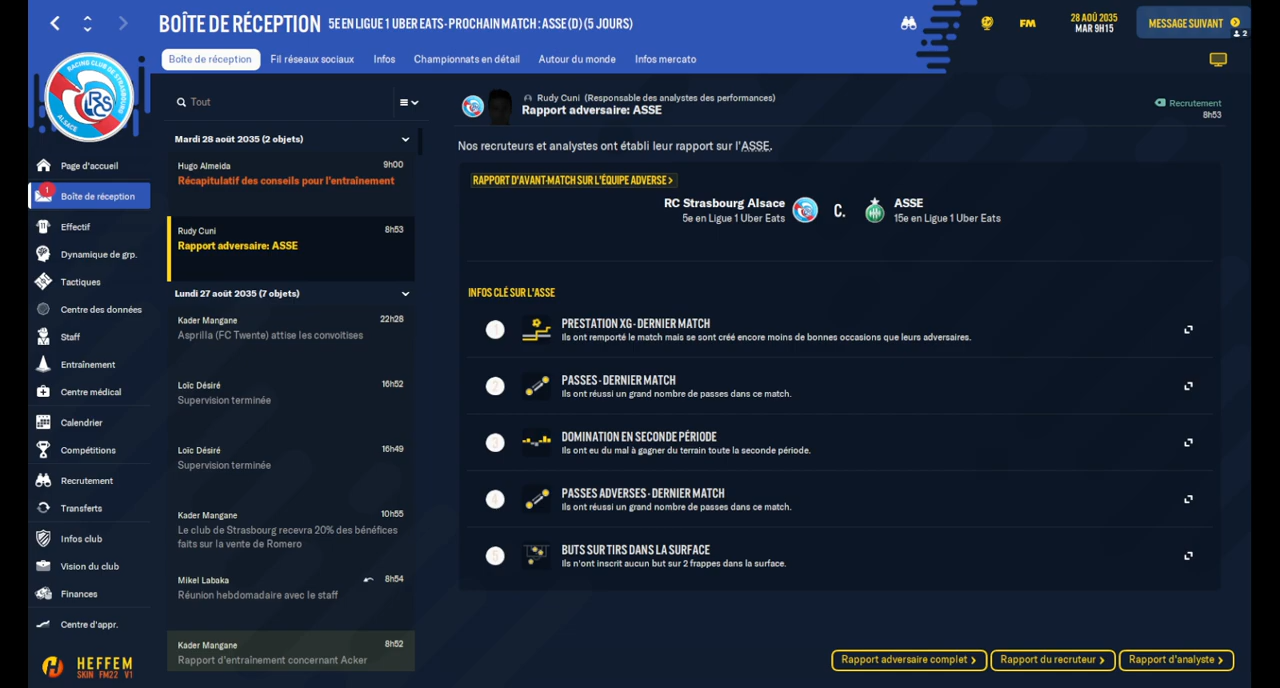 BOÎTE DE RÉCEPTION
5E EN LIGUE 1 UBER EATS - PROCHAIN MATCH : ASSE (D) (5 JOURS)
FM
28 AOÛ 2035
MAR 9H15
MESSAGE SUIVANT
2
Boîte de réception
Fil réseaux sociaux
Infos
Championnats en détail
Autour du monde
Infos mercato
RACING CLUB DE STRASBOURG
RCS
ALSACE
Page d'accueil
1
Boîte de réception
Effectif
Dynamique de grp.
Tactiques
Centre des données
Staff
Entraînement
Centre médical
Calendrier
Compétitions
Recrutement
Transferts
Infos club
Vision du club
Finances
Centre d'appr.
HEFFEM
SKIN FM22 V1
Tout
Mardi 28 août 2035 (2 objets)
Hugo Almeida 9h00
Récapitulatif des conseils pour l'entraînement
Rudy Cuni 8h53
Rapport adversaire: ASSE
Lundi 27 août 2035 (7 objets)
Kader Mangane 22h28
Asprilla (FC Twente) attise les convoitises
Loïc Désiré 16h52
Supervision terminée
Loïc Désiré 16h49
Supervision terminée
Kader Mangane 10h55
Le club de Strasbourg recevra 20% des bénéfices
faits sur la vente de Romero
Mikel Labaka 8h54
Réunion hebdomadaire avec le staff
Kader Mangane 8h52
Rapport d'entraînement concernant Acker
Rudy Cuni (Responsable des analystes des performances)
Rapport adversaire: ASSE
Recrutement
8h53
Nos recruteurs et analystes ont établi leur rapport sur l'ASSE.
RAPPORT D'AVANT-MATCH SUR L'ÉQUIPE ADVERSE >
RC Strasbourg Alsace
5e en Ligue 1 Uber Eats
C.
ASSE
15e en Ligue 1 Uber Eats
INFOS CLÉ SUR L'ASSE
1
PRESTATION XG - DERNIER MATCH
Ils ont remporté le match mais se sont créé encore moins de bonnes occasions que leurs adversaires.
2
PASSES - DERNIER MATCH
Ils ont réussi un grand nombre de passes dans ce match.
3
DOMINATION EN SECONDE PÉRIODE
Ils ont eu du mal à gagner du terrain toute la seconde période.
4
PASSES ADVERSES - DERNIER MATCH
Ils ont réussi un grand nombre de passes dans ce match.
5
BUTS SUR TIRS DANS LA SURFACE
Ils n'ont inscrit aucun but sur 2 frappes dans la surface.
Rapport adversaire complet >
Rapport du recruteur >
Rapport d'analyste >